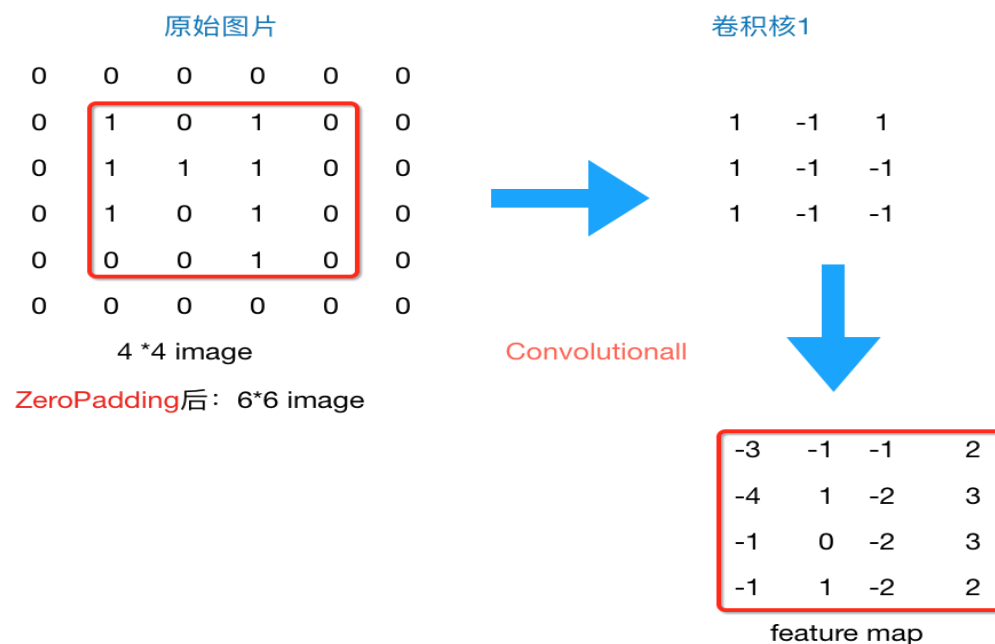 原始图片
0 0 0 0 0 0
0 1 0 1 0 0
0 1 1 1 0 0
0 1 0 1 0 0
0 0 0 1 0 0
0 0 0 0 0 0
4 *4 image
ZeroPadding后：6*6 image
卷积核1
1 -1 1
1 -1 -1
1 -1 -1
Convolutionall
-3 -1 -1 2
-4 1 -2 3
-1 0 -2 3
-1 1 -2 2
feature map